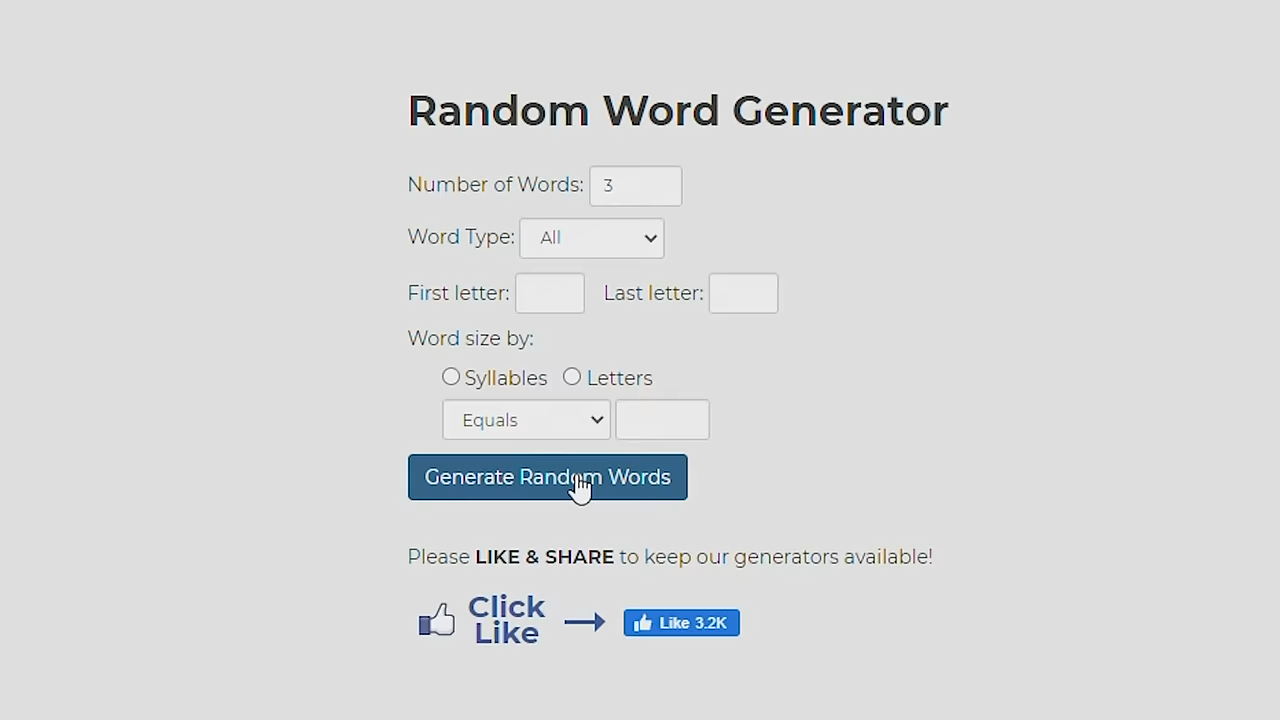 Random Word Generator
Number of Words: 3
Word Type: All
First letter: Last letter:
Word size by:
Syllables Letters
Equals
Generate Random Words
Please LIKE & SHARE to keep our generators available!
Click
Like
Like 3.2K